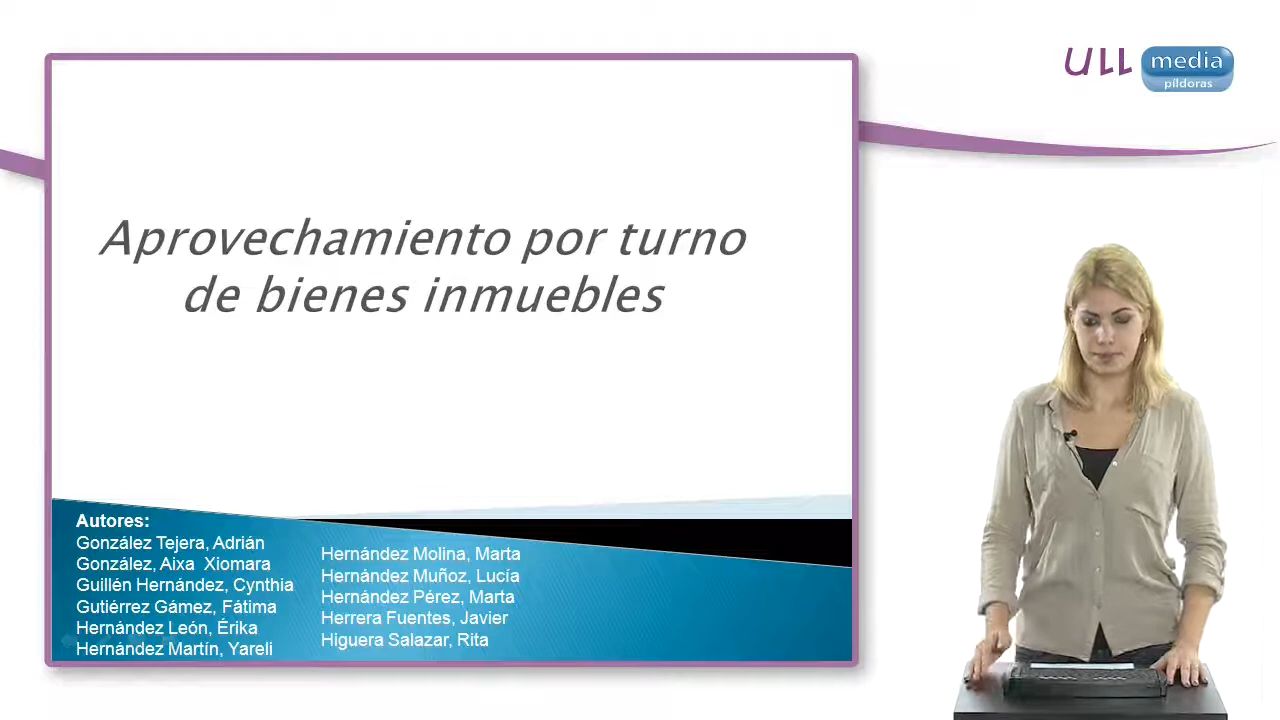 ULL media
píldoras
Aprovechamiento por turno
de bienes inmuebles
Autores:
González Tejera, Adrián
González, Aixa Xiomara
Guillén Hernández, Cynthia
Gutiérrez Gámez, Fátima
Hernández León, Érika
Hernández Martín, Yareli
Hernández Molina, Marta
Hernández Muñoz, Lucía
Hernández Pérez, Marta
Herrera Fuentes, Javier
Higuera Salazar, Rita